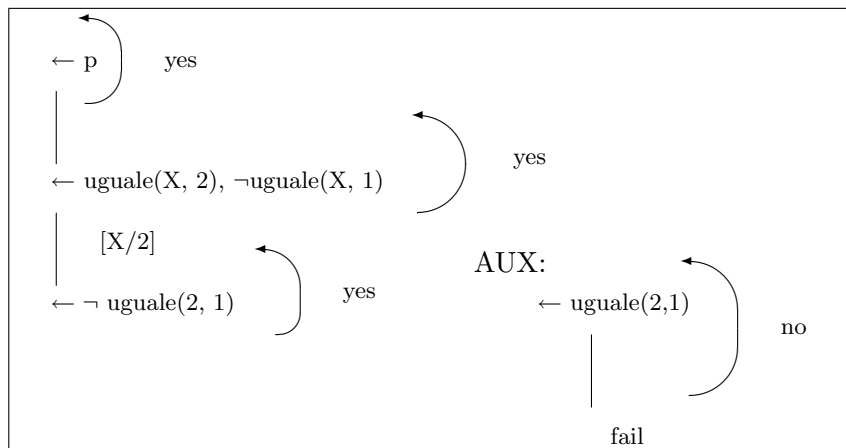 ← p yes
← uguale(X, 2), ¬uguale(X, 1) yes
[X/2]
← ¬ uguale(2, 1) yes
AUX:
← uguale(2,1) no
fail